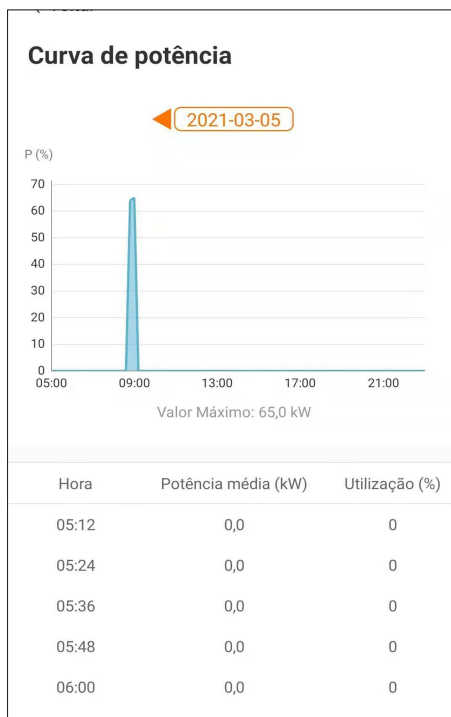 Curva de potência
2021-03-05
P (%)
70
60
50
40
30
20
10
0
05:00 09:00 13:00 17:00 21:00
Valor Máximo: 65,0 kW
Hora Potência média (kW) Utilização (%)
05:12 0,0 0
05:24 0,0 0
05:36 0,0 0
05:48 0,0 0
06:00 0,0 0